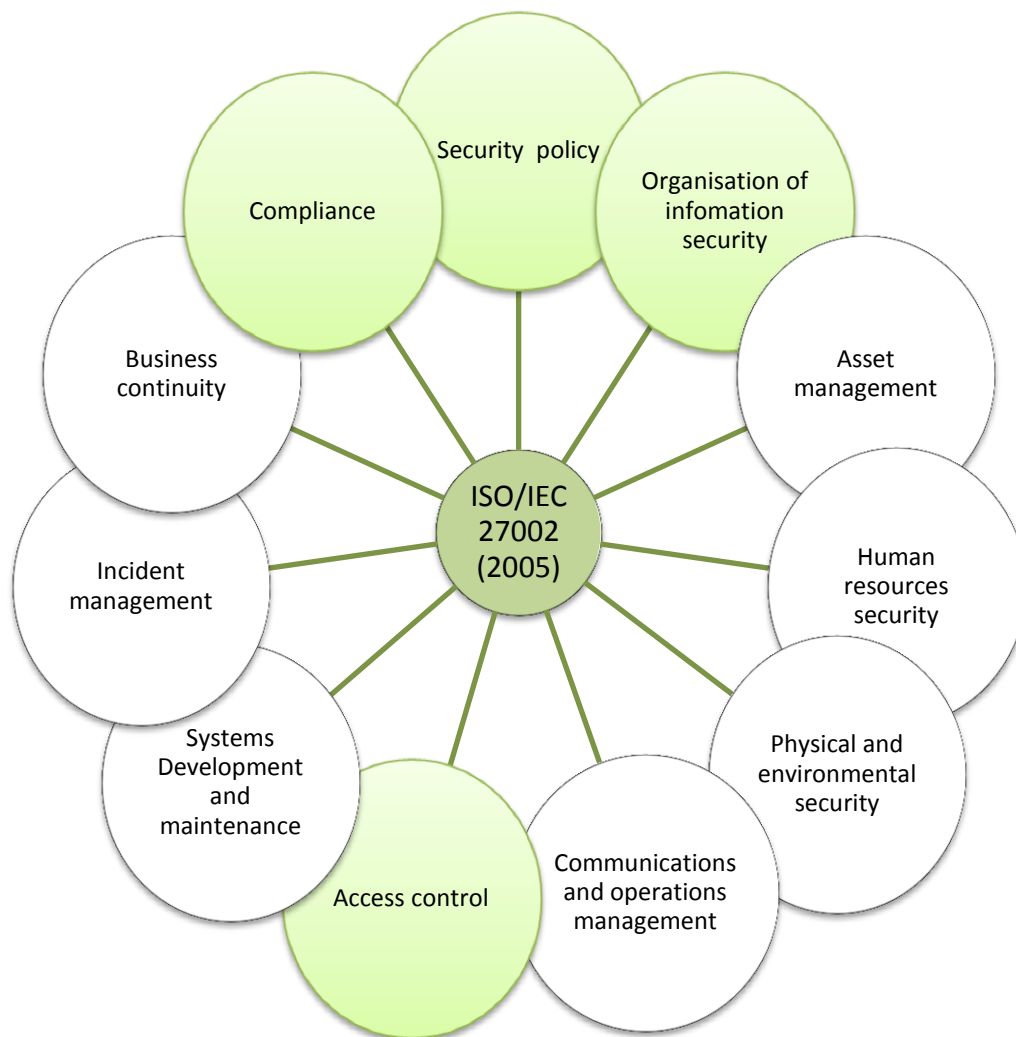 Security policy
Organisation of
infomation
security
Asset
management
Human
resources
security
Physical and
environmental
security
Communications
and operations
management
Access control
Systems
Development
and
maintenance
Incident
management
Business
continuity
Compliance
ISO/IEC
27002
(2005)